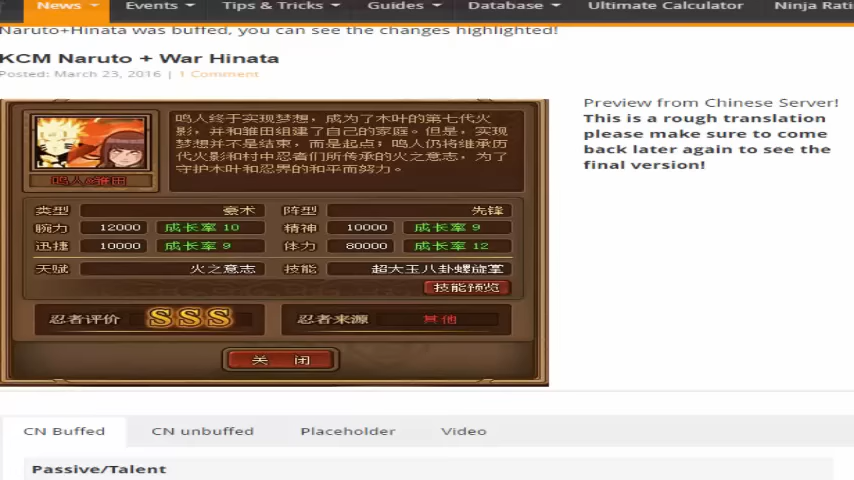 News Events Tips & Tricks Guides Database Ultimate Calculator Ninja Rati
Naruto+Hinata was buffed, you can see the changes highlighted!
KCM Naruto + War Hinata
Posted: March 23, 2016 | 1 Comment
鸣人终于实现梦想，成为了木叶的第七代火
影，并和雏田组建了自己的家庭。但是，实现
梦想并不是结束，而是起点；鸣人仍将继承历
代火影和村中忍者们所传承的火之意志，为了
守护木叶和忍界的和平而努力。
鸣人&雏田
类型 豪术 阵型 先锋
腕力 12000 成长率 10 精神 10000 成长率 9
迅捷 10000 成长率 9 体力 80000 成长率 12
天赋 火之意志 技能 超大玉八卦螺旋掌
技能预览
忍者评价 SSS 忍者来源 其他
关 闭
Preview from Chinese Server!
This is a rough translation
please make sure to come
back later again to see the
final version!
CN Buffed CN unbuffed Placeholder Video
Passive/Talent